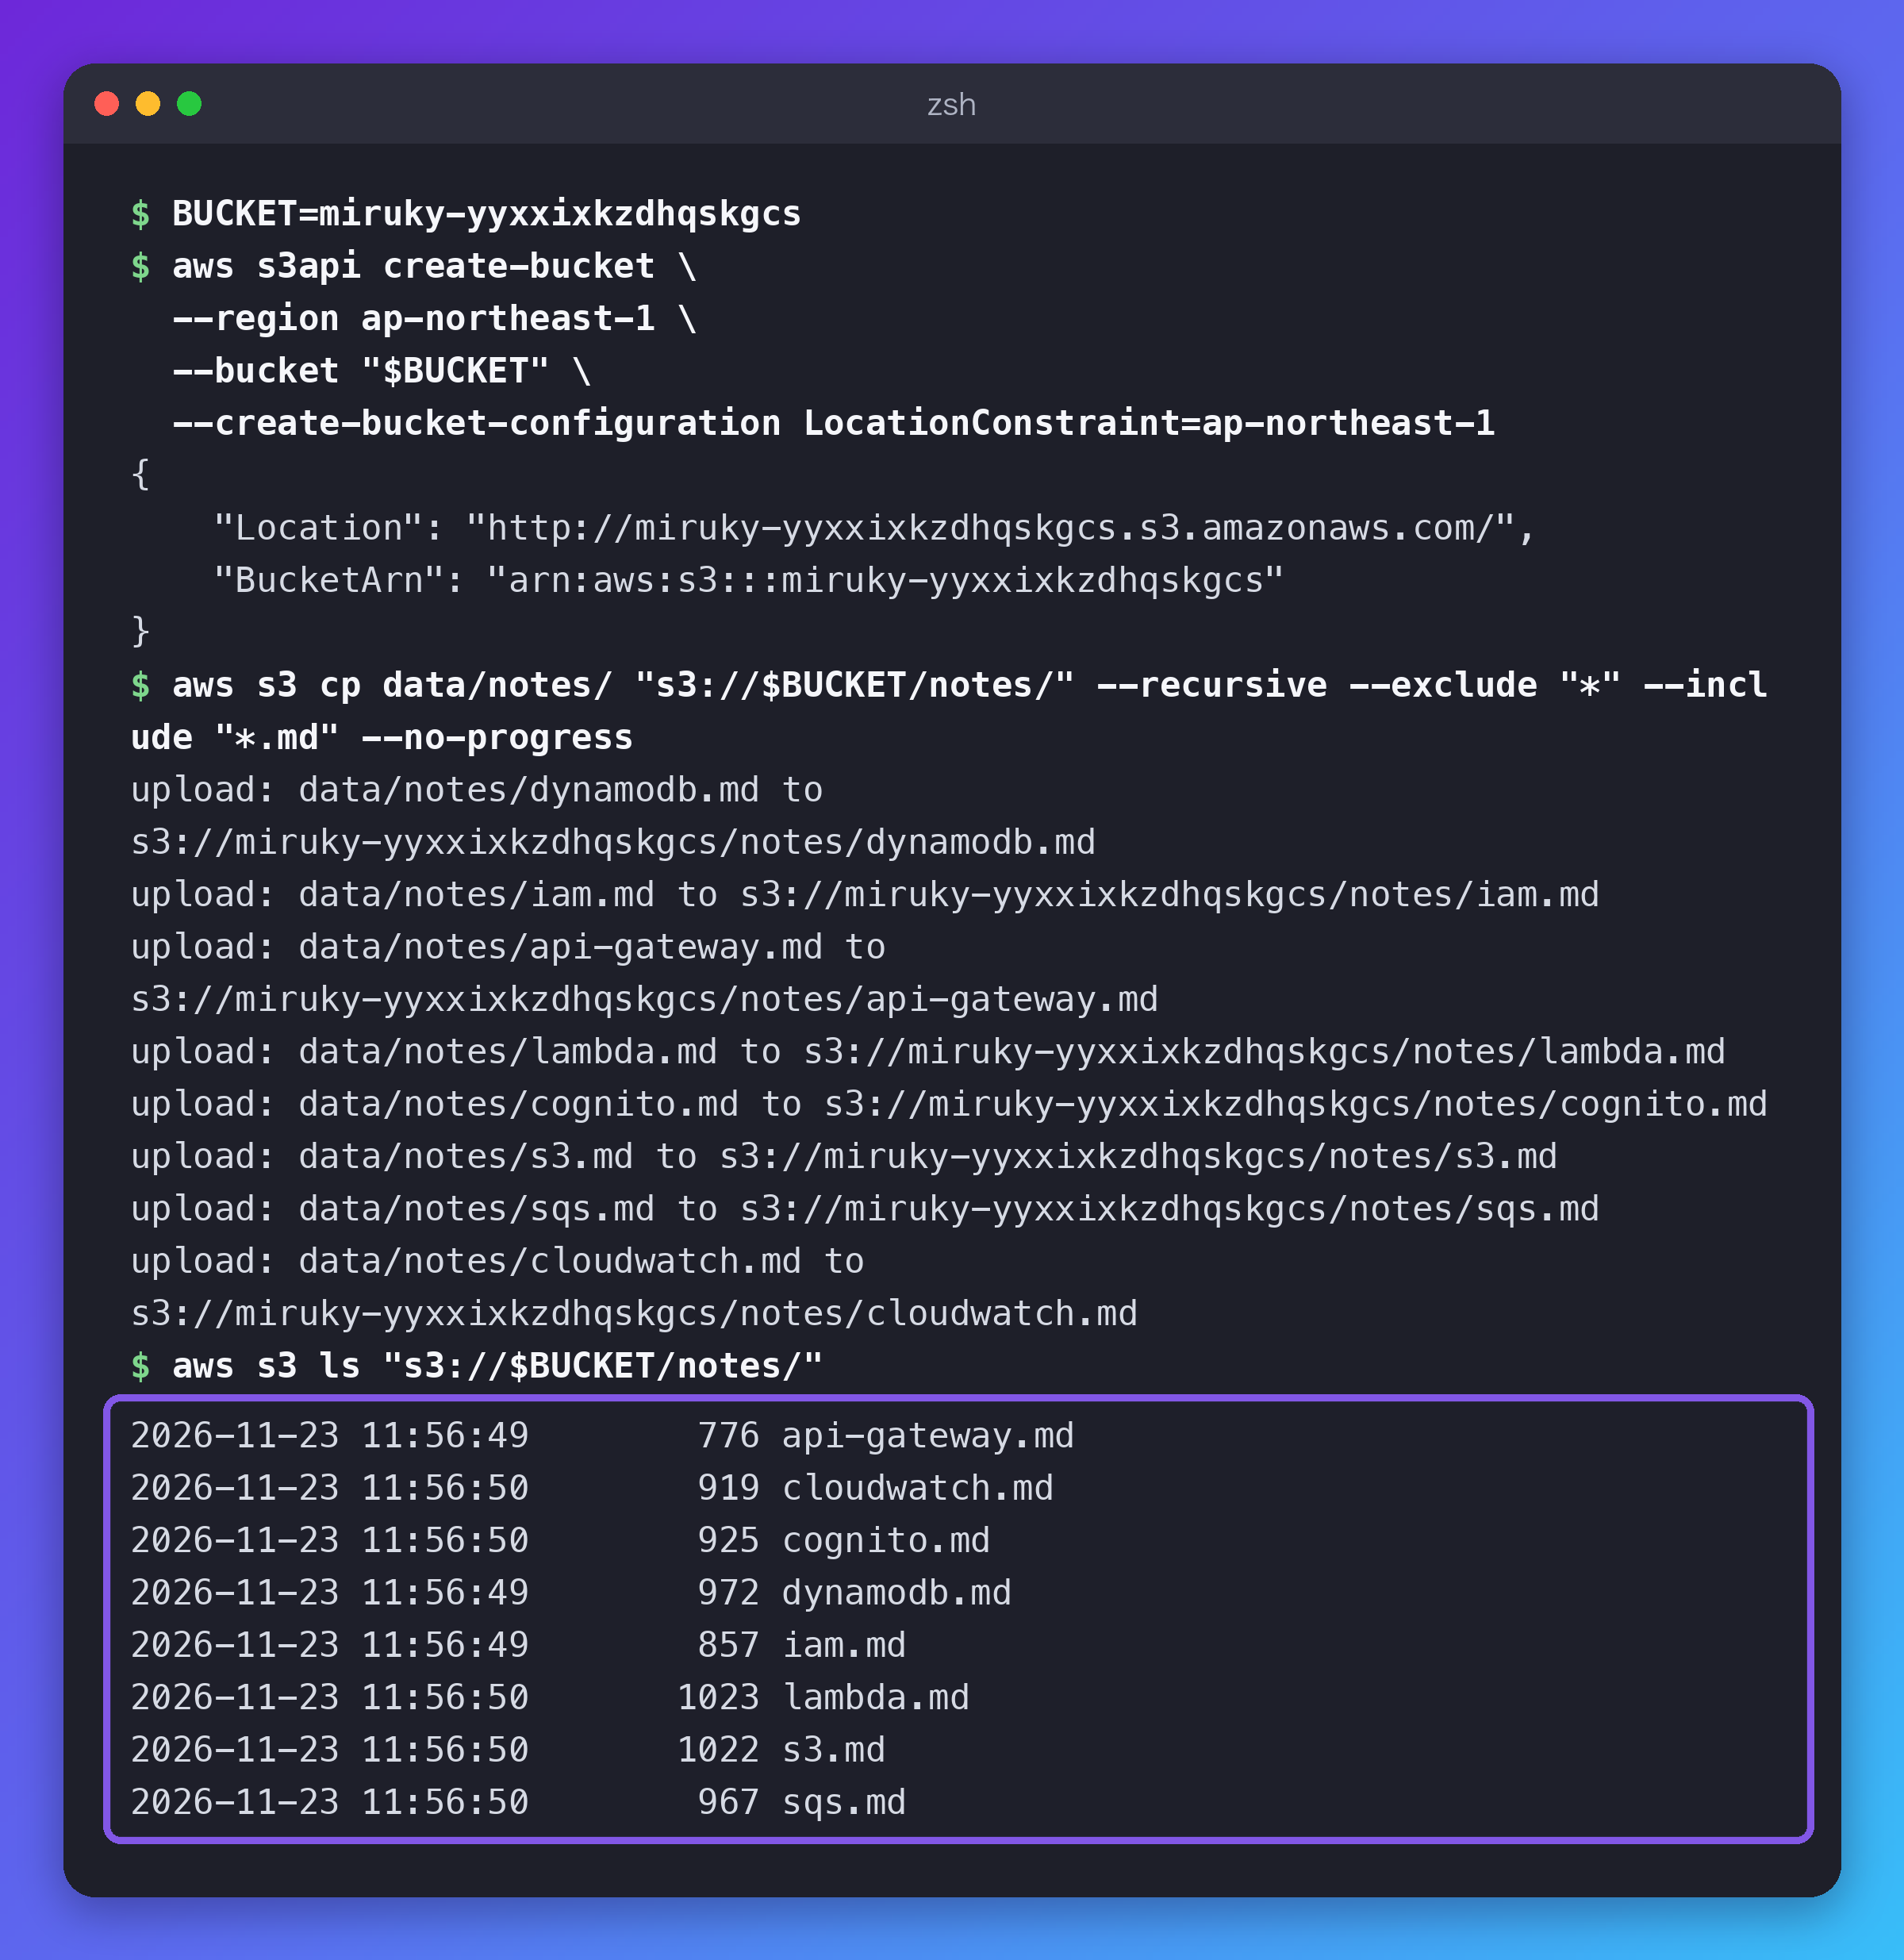 zsh
$ BUCKET=miruky-yyxxixkzdhqskgcs
$ aws s3api create-bucket \
  --region ap-northeast-1 \
  --bucket "$BUCKET" \
  --create-bucket-configuration LocationConstraint=ap-northeast-1
{
    "Location": "http://miruky-yyxxixkzdhqskgcs.s3.amazonaws.com/",
    "BucketArn": "arn:aws:s3:::miruky-yyxxixkzdhqskgcs"
}
$ aws s3 cp data/notes/ "s3://$BUCKET/notes/" --recursive --exclude "*" --incl
ude "*.md" --no-progress
upload: data/notes/dynamodb.md to
s3://miruky-yyxxixkzdhqskgcs/notes/dynamodb.md
upload: data/notes/iam.md to s3://miruky-yyxxixkzdhqskgcs/notes/iam.md
upload: data/notes/api-gateway.md to
s3://miruky-yyxxixkzdhqskgcs/notes/api-gateway.md
upload: data/notes/lambda.md to s3://miruky-yyxxixkzdhqskgcs/notes/lambda.md
upload: data/notes/cognito.md to s3://miruky-yyxxixkzdhqskgcs/notes/cognito.md
upload: data/notes/s3.md to s3://miruky-yyxxixkzdhqskgcs/notes/s3.md
upload: data/notes/sqs.md to s3://miruky-yyxxixkzdhqskgcs/notes/sqs.md
upload: data/notes/cloudwatch.md to
s3://miruky-yyxxixkzdhqskgcs/notes/cloudwatch.md
$ aws s3 ls "s3://$BUCKET/notes/"
2026-11-23 11:56:49        776 api-gateway.md
2026-11-23 11:56:50        919 cloudwatch.md
2026-11-23 11:56:50        925 cognito.md
2026-11-23 11:56:49        972 dynamodb.md
2026-11-23 11:56:49        857 iam.md
2026-11-23 11:56:50       1023 lambda.md
2026-11-23 11:56:50       1022 s3.md
2026-11-23 11:56:50        967 sqs.md